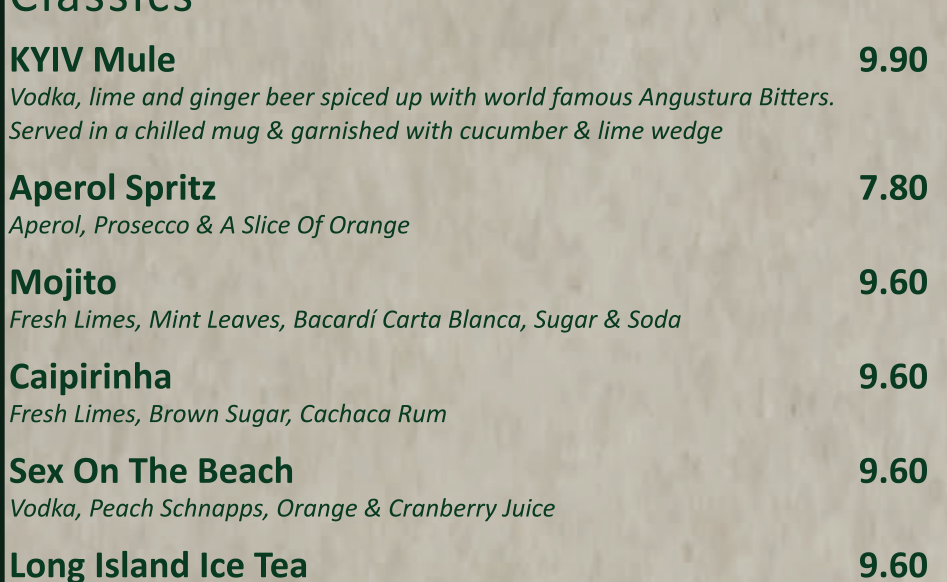 Classics
KYIV Mule 9.90
Vodka, lime and ginger beer spiced up with world famous Angustura Bitters.
Served in a chilled mug & garnished with cucumber & lime wedge
Aperol Spritz 7.80
Aperol, Prosecco & A Slice Of Orange
Mojito 9.60
Fresh Limes, Mint Leaves, Bacardí Carta Blanca, Sugar & Soda
Caipirinha 9.60
Fresh Limes, Brown Sugar, Cachaca Rum
Sex On The Beach 9.60
Vodka, Peach Schnapps, Orange & Cranberry Juice
Long Island Ice Tea 9.60